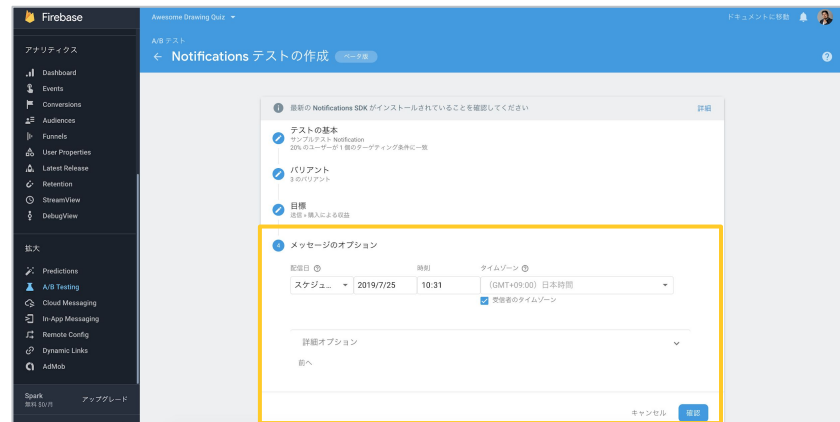 Firebase
Awesome Drawing Quiz
ドキュメントに移動
A/B テスト
← Notifications テストの作成 ベータ版
アナリティクス
Dashboard
Events
Conversions
Audiences
Funnels
User Properties
Latest Release
Retention
StreamView
DebugView
拡大
Predictions
A/B Testing
Cloud Messaging
In-App Messaging
Remote Config
Dynamic Links
AdMob
Spark
無料 $0/月
アップグレード
最新の Notifications SDK がインストールされていることを確認してください 詳細
テストの基本
サンプルテスト Notification
20% のユーザーが 1 個のターゲティング条件に一致
バリアント
3 のバリアント
目標
送信 • 購入による収益
4 メッセージのオプション
配信日 時刻 タイムゾーン
スケジュ... 2019/7/25 10:31 (GMT+09:00) 日本時間
受信者のタイムゾーン
詳細オプション
前へ
キャンセル 確認